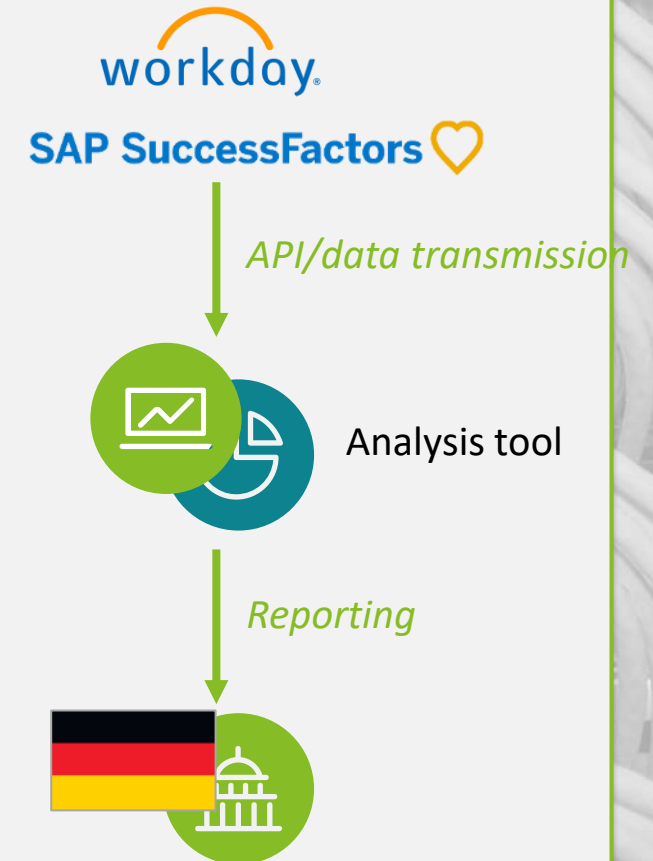 workday.
SAP SuccessFactors
API/data transmission
Analysis tool
Reporting